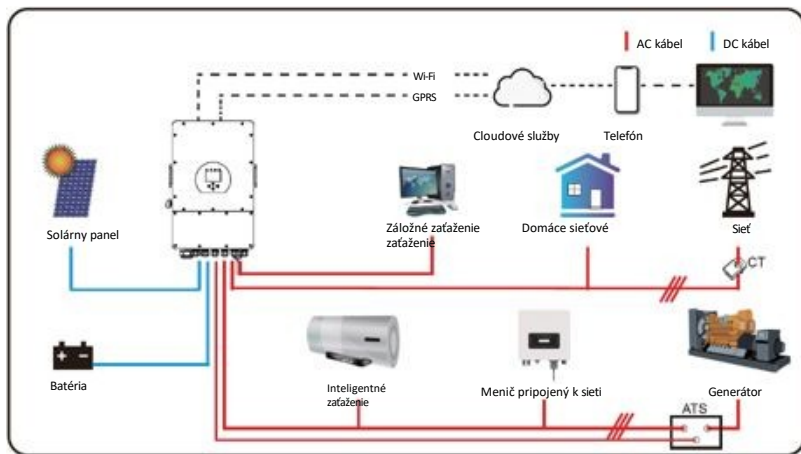 AC kábel
DC kábel
Wi-Fi
GPRS
Cloudové služby
Telefón
Solárny panel
Záložné zaťaženie
zaťaženie
Domáce sieťové
Sieť
CT
Batéria
Inteligentné
zaťaženie
Menič pripojený k sieti
Generátor
ATS